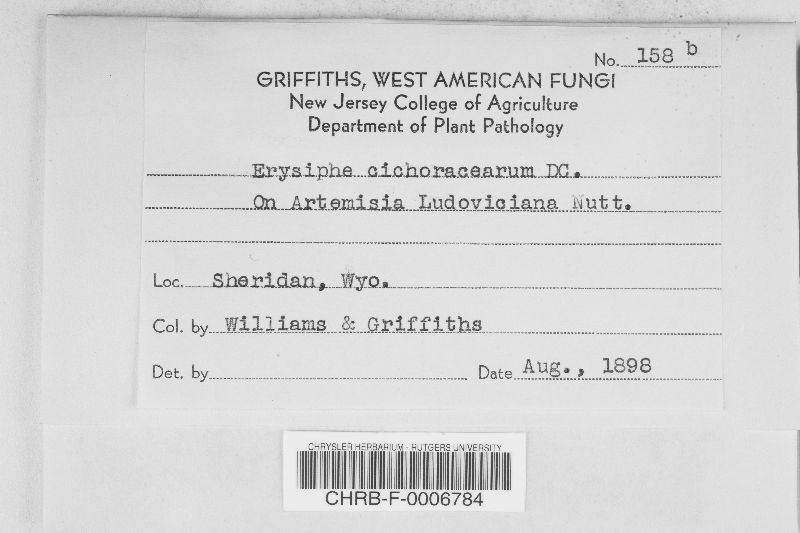 No. 158 b
GRIFFITHS, WEST AMERICAN FUNGI
New Jersey College of Agriculture
Department of Plant Pathology
Erysiphe cichoracearum DC.
On Artemisia Ludoviciana Nutt.
Loc. Sheridan, Wyo.
Col. by Williams & Griffiths
Det. by
Date Aug., 1898
CHRYSLER HERBARIUM - RUTGERS UNIVERSITY
CHRB-F-0006784